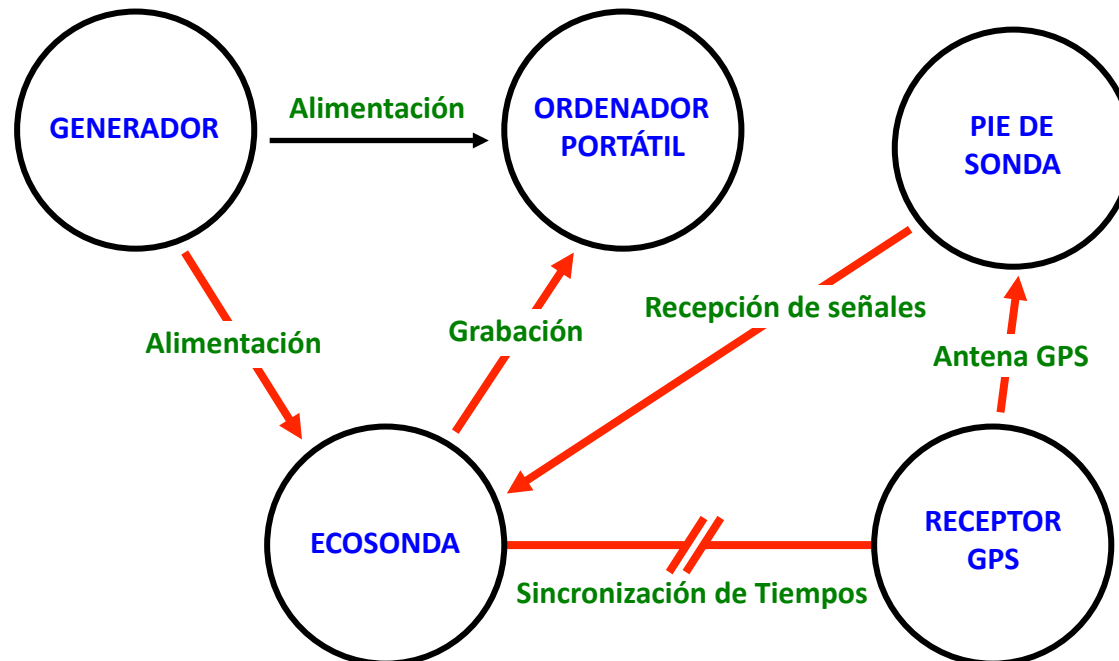 GENERADOR
Alimentación
ORDENADOR
PORTÁTIL
PIE DE
SONDA
Alimentación
Grabación
Recepción de señales
Antena GPS
ECOSONDA
RECEPTOR
GPS
Sincronización de Tiempos